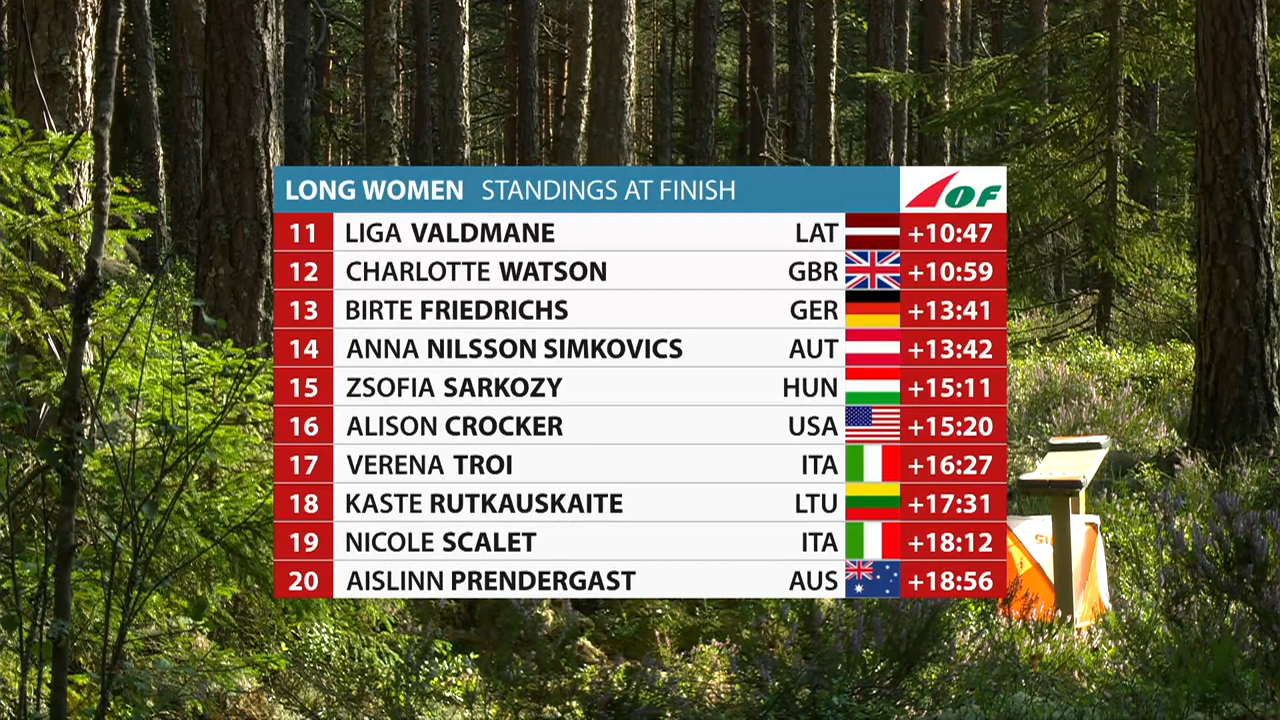 LONG WOMEN STANDINGS AT FINISH IOF
11 LIGA VALDMANE LAT +10:47
12 CHARLOTTE WATSON GBR +10:59
13 BIRTE FRIEDRICHS GER +13:41
14 ANNA NILSSON SIMKOVICS AUT +13:42
15 ZSOFIA SARKOZY HUN +15:11
16 ALISON CROCKER USA +15:20
17 VERENA TROI ITA +16:27
18 KASTE RUTKAUSKAITE LTU +17:31
19 NICOLE SCALET ITA +18:12
20 AISLINN PRENDERGAST AUS +18:56